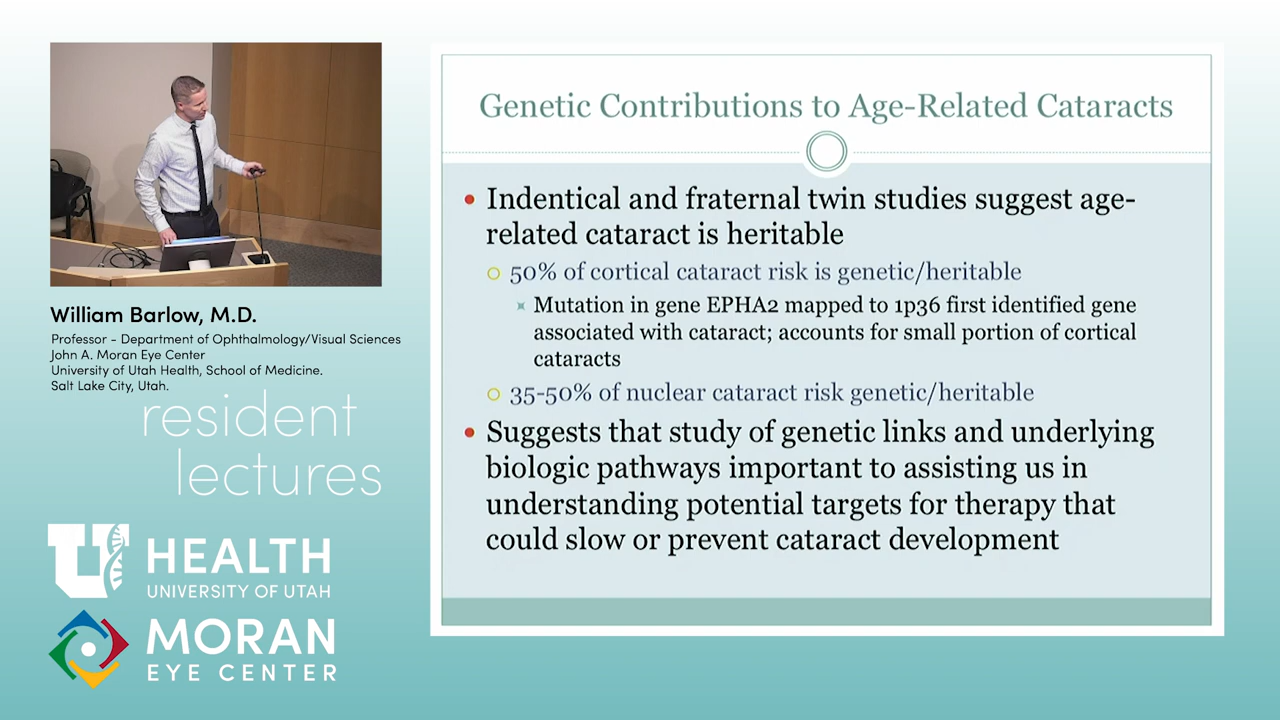 William Barlow, M.D.
Professor - Department of Ophthalmology/Visual Sciences
John A. Moran Eye Center
University of Utah Health, School of Medicine.
Salt Lake City, Utah.
resident
lectures
U HEALTH
UNIVERSITY OF UTAH
MORAN
EYE CENTER
Genetic Contributions to Age-Related Cataracts
Indentical and fraternal twin studies suggest age-
related cataract is heritable
50% of cortical cataract risk is genetic/heritable
Mutation in gene EPHA2 mapped to 1p36 first identified gene
associated with cataract; accounts for small portion of cortical
cataracts
35-50% of nuclear cataract risk genetic/heritable
Suggests that study of genetic links and underlying
biologic pathways important to assisting us in
understanding potential targets for therapy that
could slow or prevent cataract development